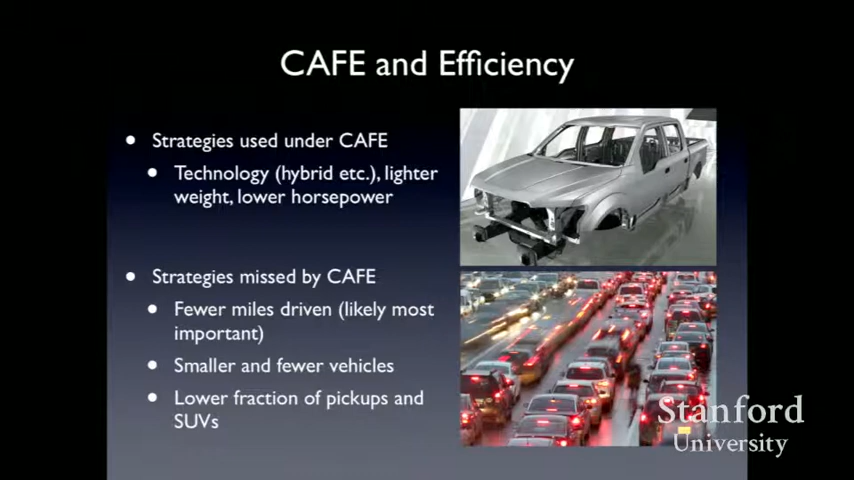 CAFE and Efficiency
Strategies used under CAFE
Technology (hybrid etc.), lighter
weight, lower horsepower
Strategies missed by CAFE
Fewer miles driven (likely most
important)
Smaller and fewer vehicles
Lower fraction of pickups and
SUVs
Stanford
University